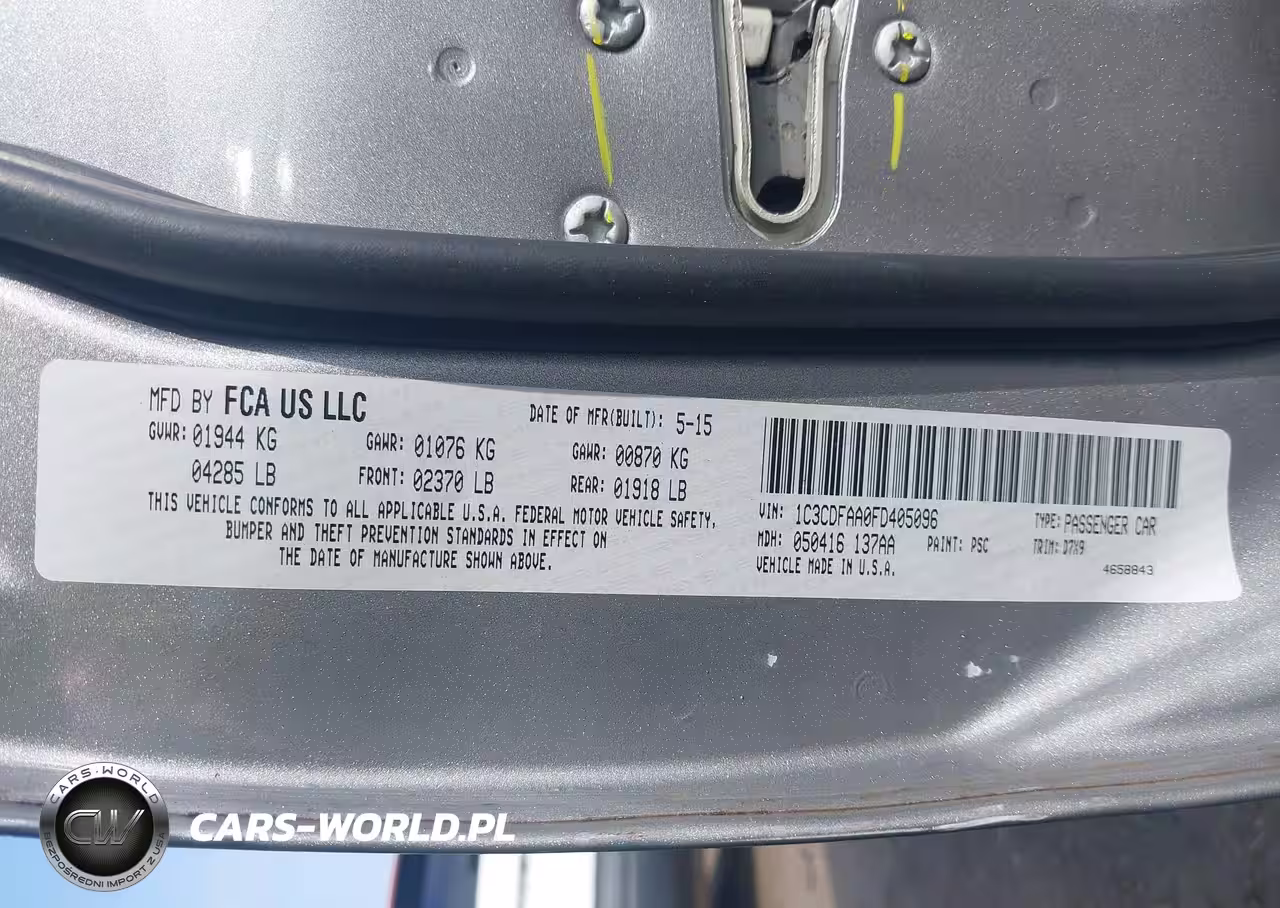 MFD BY FCA US LLC
DATE OF MFR(BUILT): 5-15
GVWR: 01944 KG
GAWR: 01076 KG
GAWR: 00870 KG
04285 LB
FRONT: 02370 LB
REAR: 01918 LB
THIS VEHICLE CONFORMS TO ALL APPLICABLE U.S.A. FEDERAL MOTOR VEHICLE SAFETY,
BUMPER AND THEFT PREVENTION STANDARDS IN EFFECT ON
THE DATE OF MANUFACTURE SHOWN ABOVE.
VIN: 1C3CDFAA0FD405096
TYPE: PASSENGER CAR
MDH: 050416 137AA
PAINT: PSC
TRIM: D7X9
VEHICLE MADE IN U.S.A.
4658843
CARS-WORLD
CW
BEZPOŚREDNI IMPORT Z USA
CARS-WORLD.PL